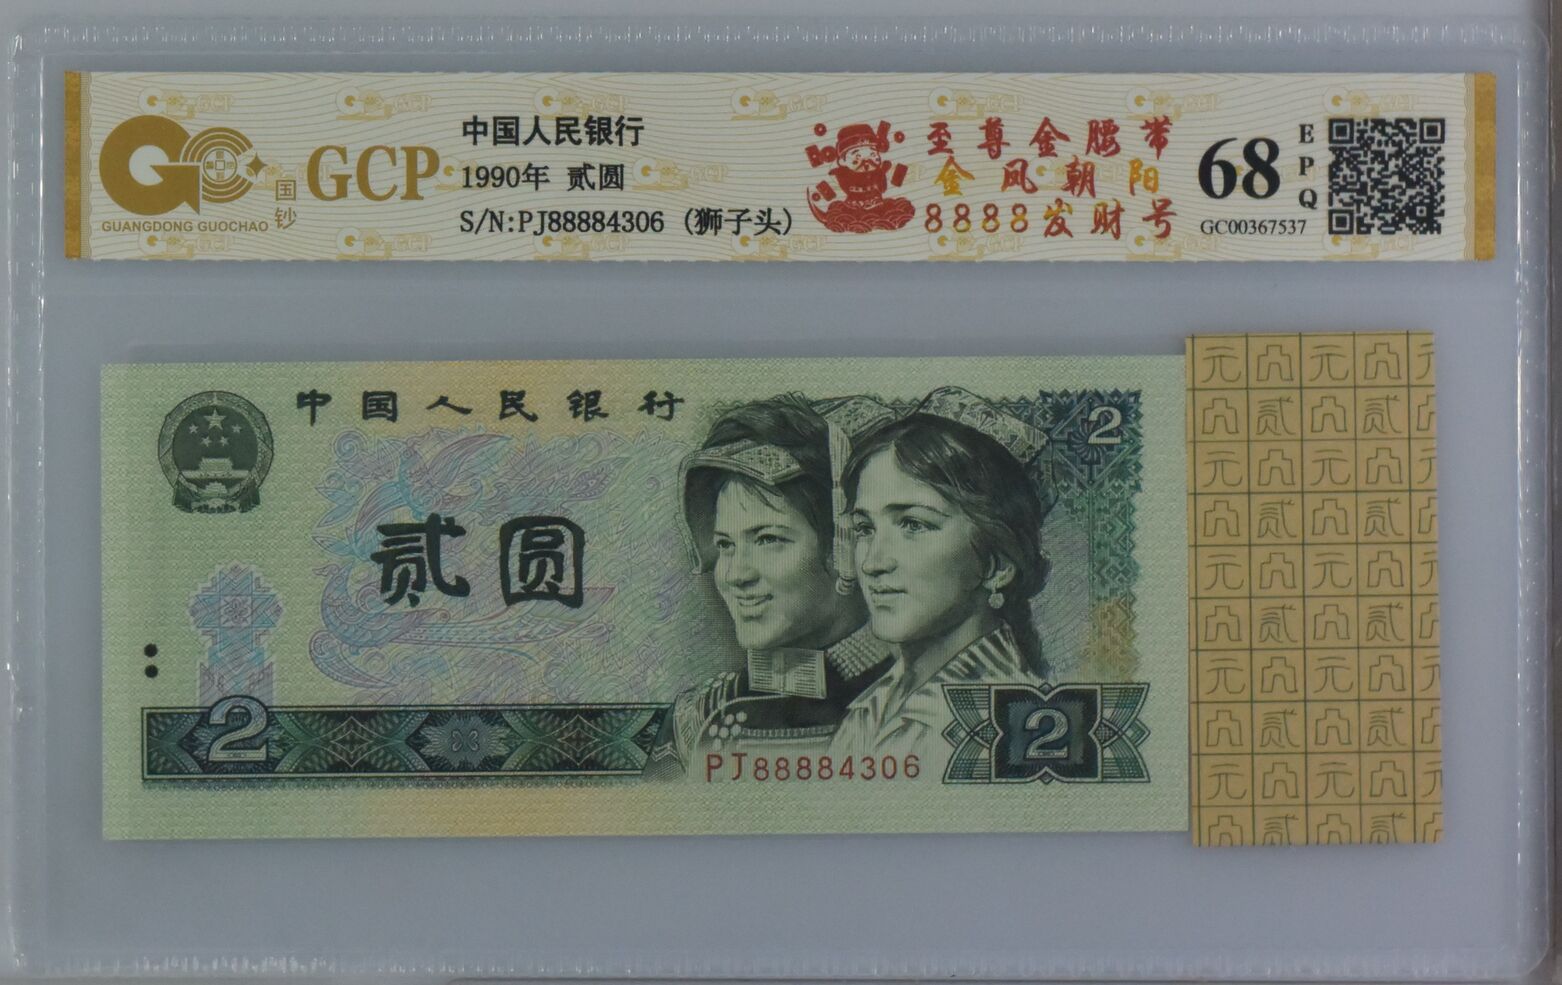 GCP
国钞
GUANGDONG GUOCHAO
中国人民银行
1990年 贰圆
S/N:PJ88884306 (狮子头)
至尊金腰带
金凤朝阳
8888发财号
68
EPQ
GC00367537
中国人民银行
2
贰圆
2
PJ88884306
2